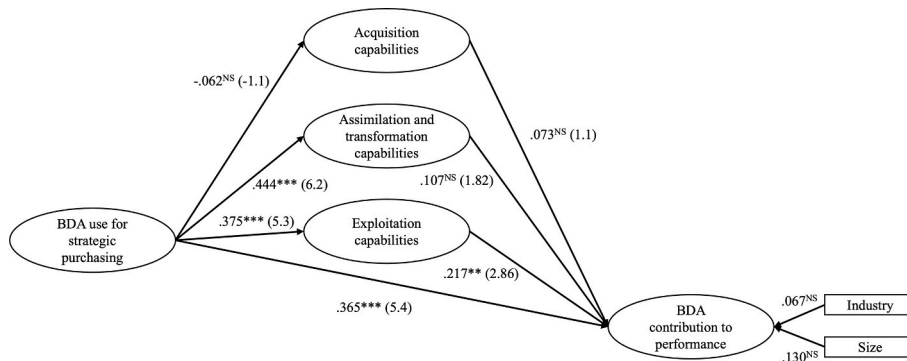 Acquisition
capabilities
-.062NS (-1.1)
.073NS (1.1)
Assimilation and
transformation
capabilities
.444*** (6.2)
.107NS (1.82)
.375*** (5.3)
Exploitation
capabilities
BDA use for
strategic
purchasing
.217** (2.86)
.365*** (5.4)
BDA
contribution to
performance
.067NS
Industry
.130NS
Size